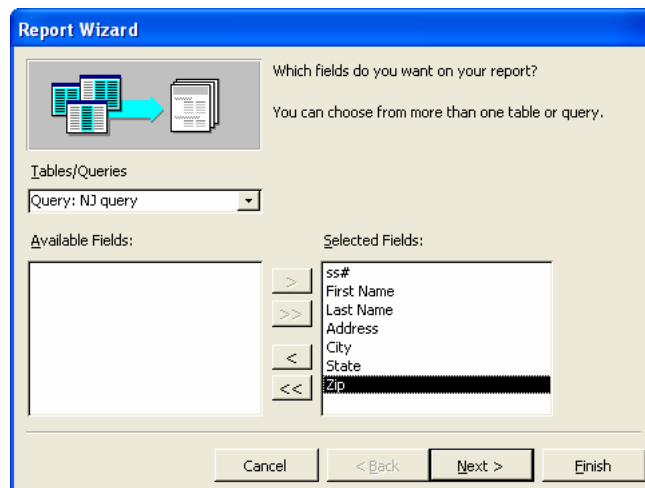 Report Wizard
Which fields do you want on your report?
You can choose from more than one table or query.
Tables/Queries
Query: NJ query
Available Fields:
Selected Fields:
>
>>
<
<<
ss#
First Name
Last Name
Address
City
State
Zip
Cancel
< Back
Next >
Finish